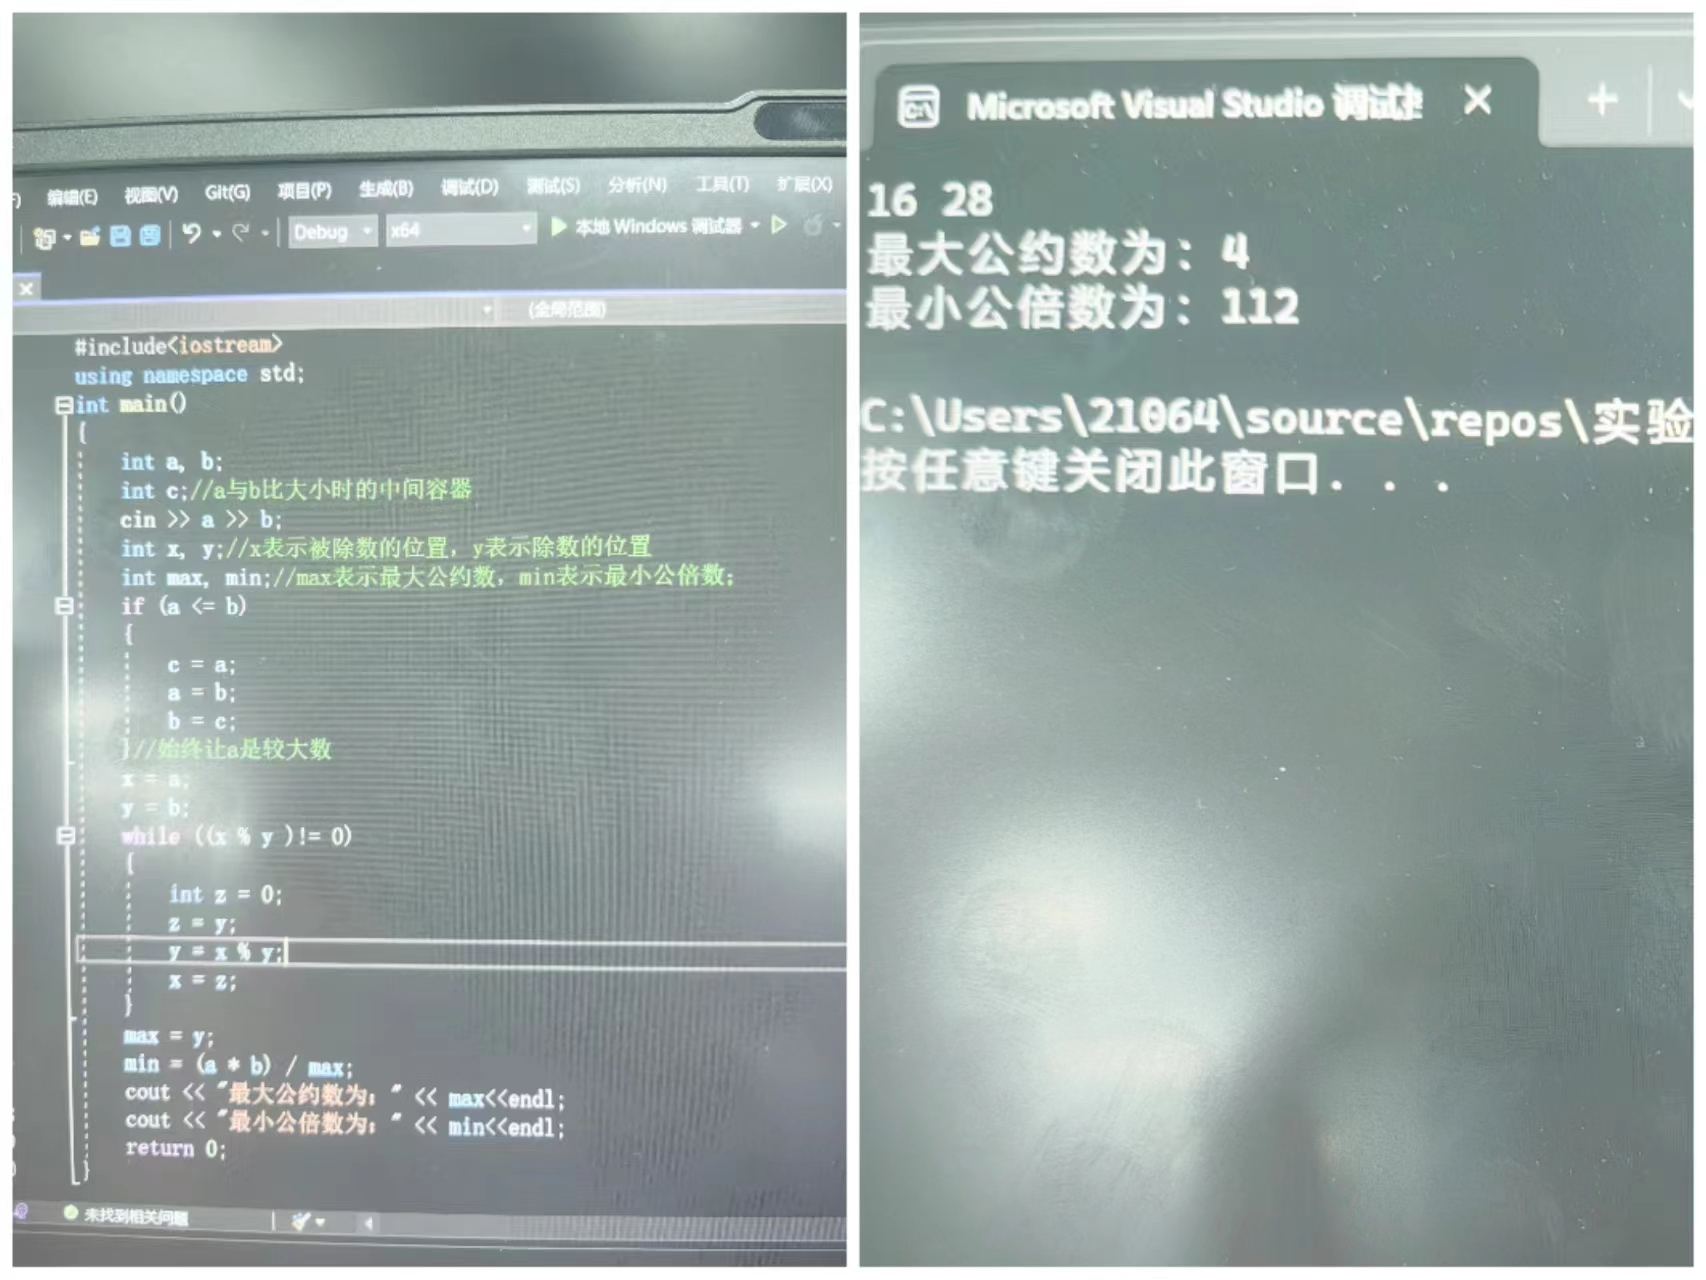 编辑(E) 视图(V) Git(G) 项目(P) 生成(B) 调试(D) 测试(S) 分析(N) 工具(T) 扩展(X)
Debug x64 本地 Windows 调试器
(全局范围)
#include<iostream>
using namespace std;
int main()
{
int a, b;
int c;//a与b比大小时的中间容器
cin >> a >> b;
int x, y;//x表示被除数的位置，y表示除数的位置
int max, min;//max表示最大公约数，min表示最小公倍数;
if (a <= b)
{
c = a;
a = b;
b = c;
}//始终让a是较大数
x = a;
y = b;
while ((x % y )!= 0)
{
int z = 0;
z = y;
y = x % y;
x = z;
}
max = y;
min = (a * b) / max;
cout << "最大公约数为：" << max<<endl;
cout << "最小公倍数为：" << min<<endl;
return 0;
}
未找到相关问题
Microsoft Visual Studio 调试
16 28
最大公约数为：4
最小公倍数为：112
C:\Users\21064\source\repos\实验
按任意键关闭此窗口. . .